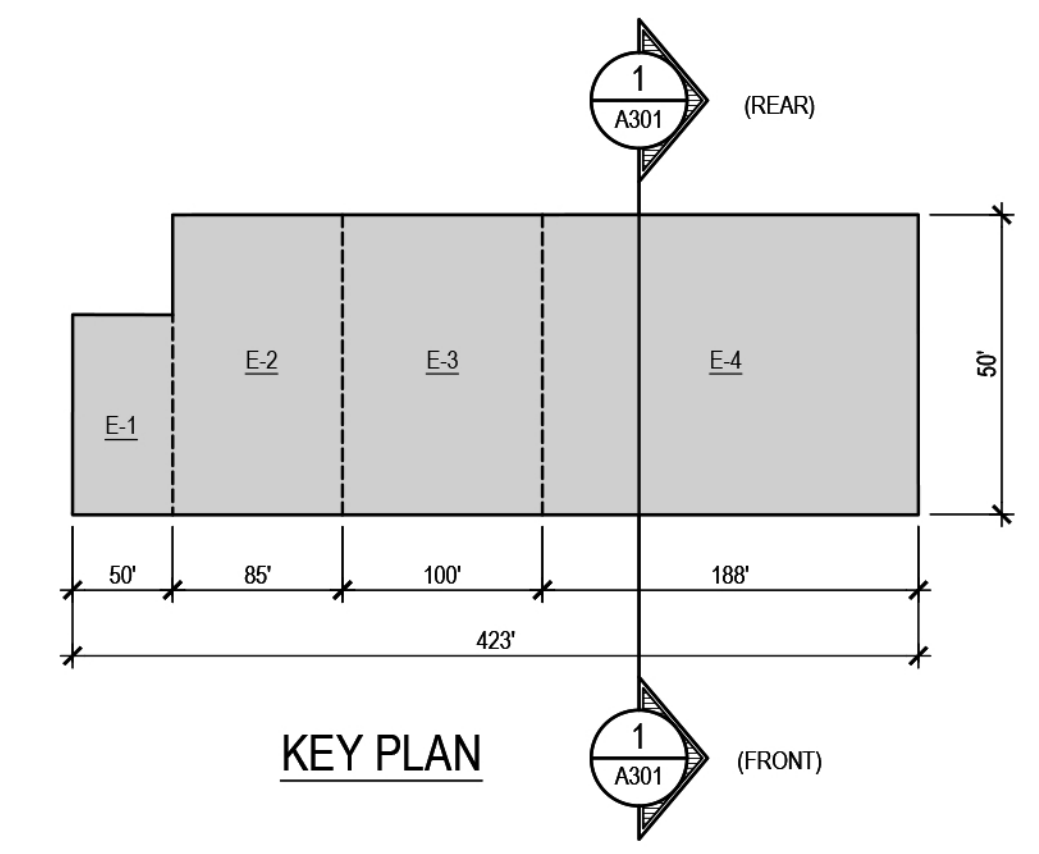 1
A301
(REAR)
E-1
E-2
E-3
E-4
50'
50'
85'
100'
188'
423'
KEY PLAN
1
A301
(FRONT)